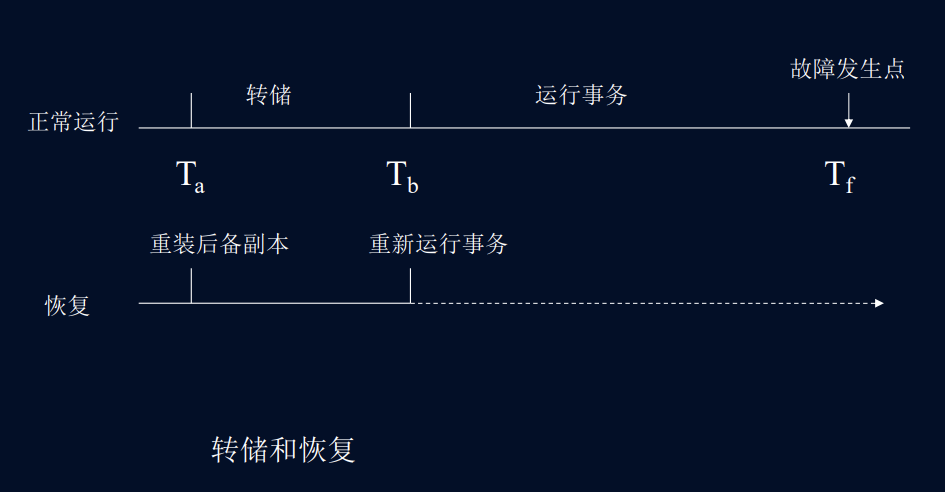 故障发生点
转储
运行事务
正常运行
Ta
Tb
Tf
重装后备副本
重新运行事务
恢复
转储和恢复